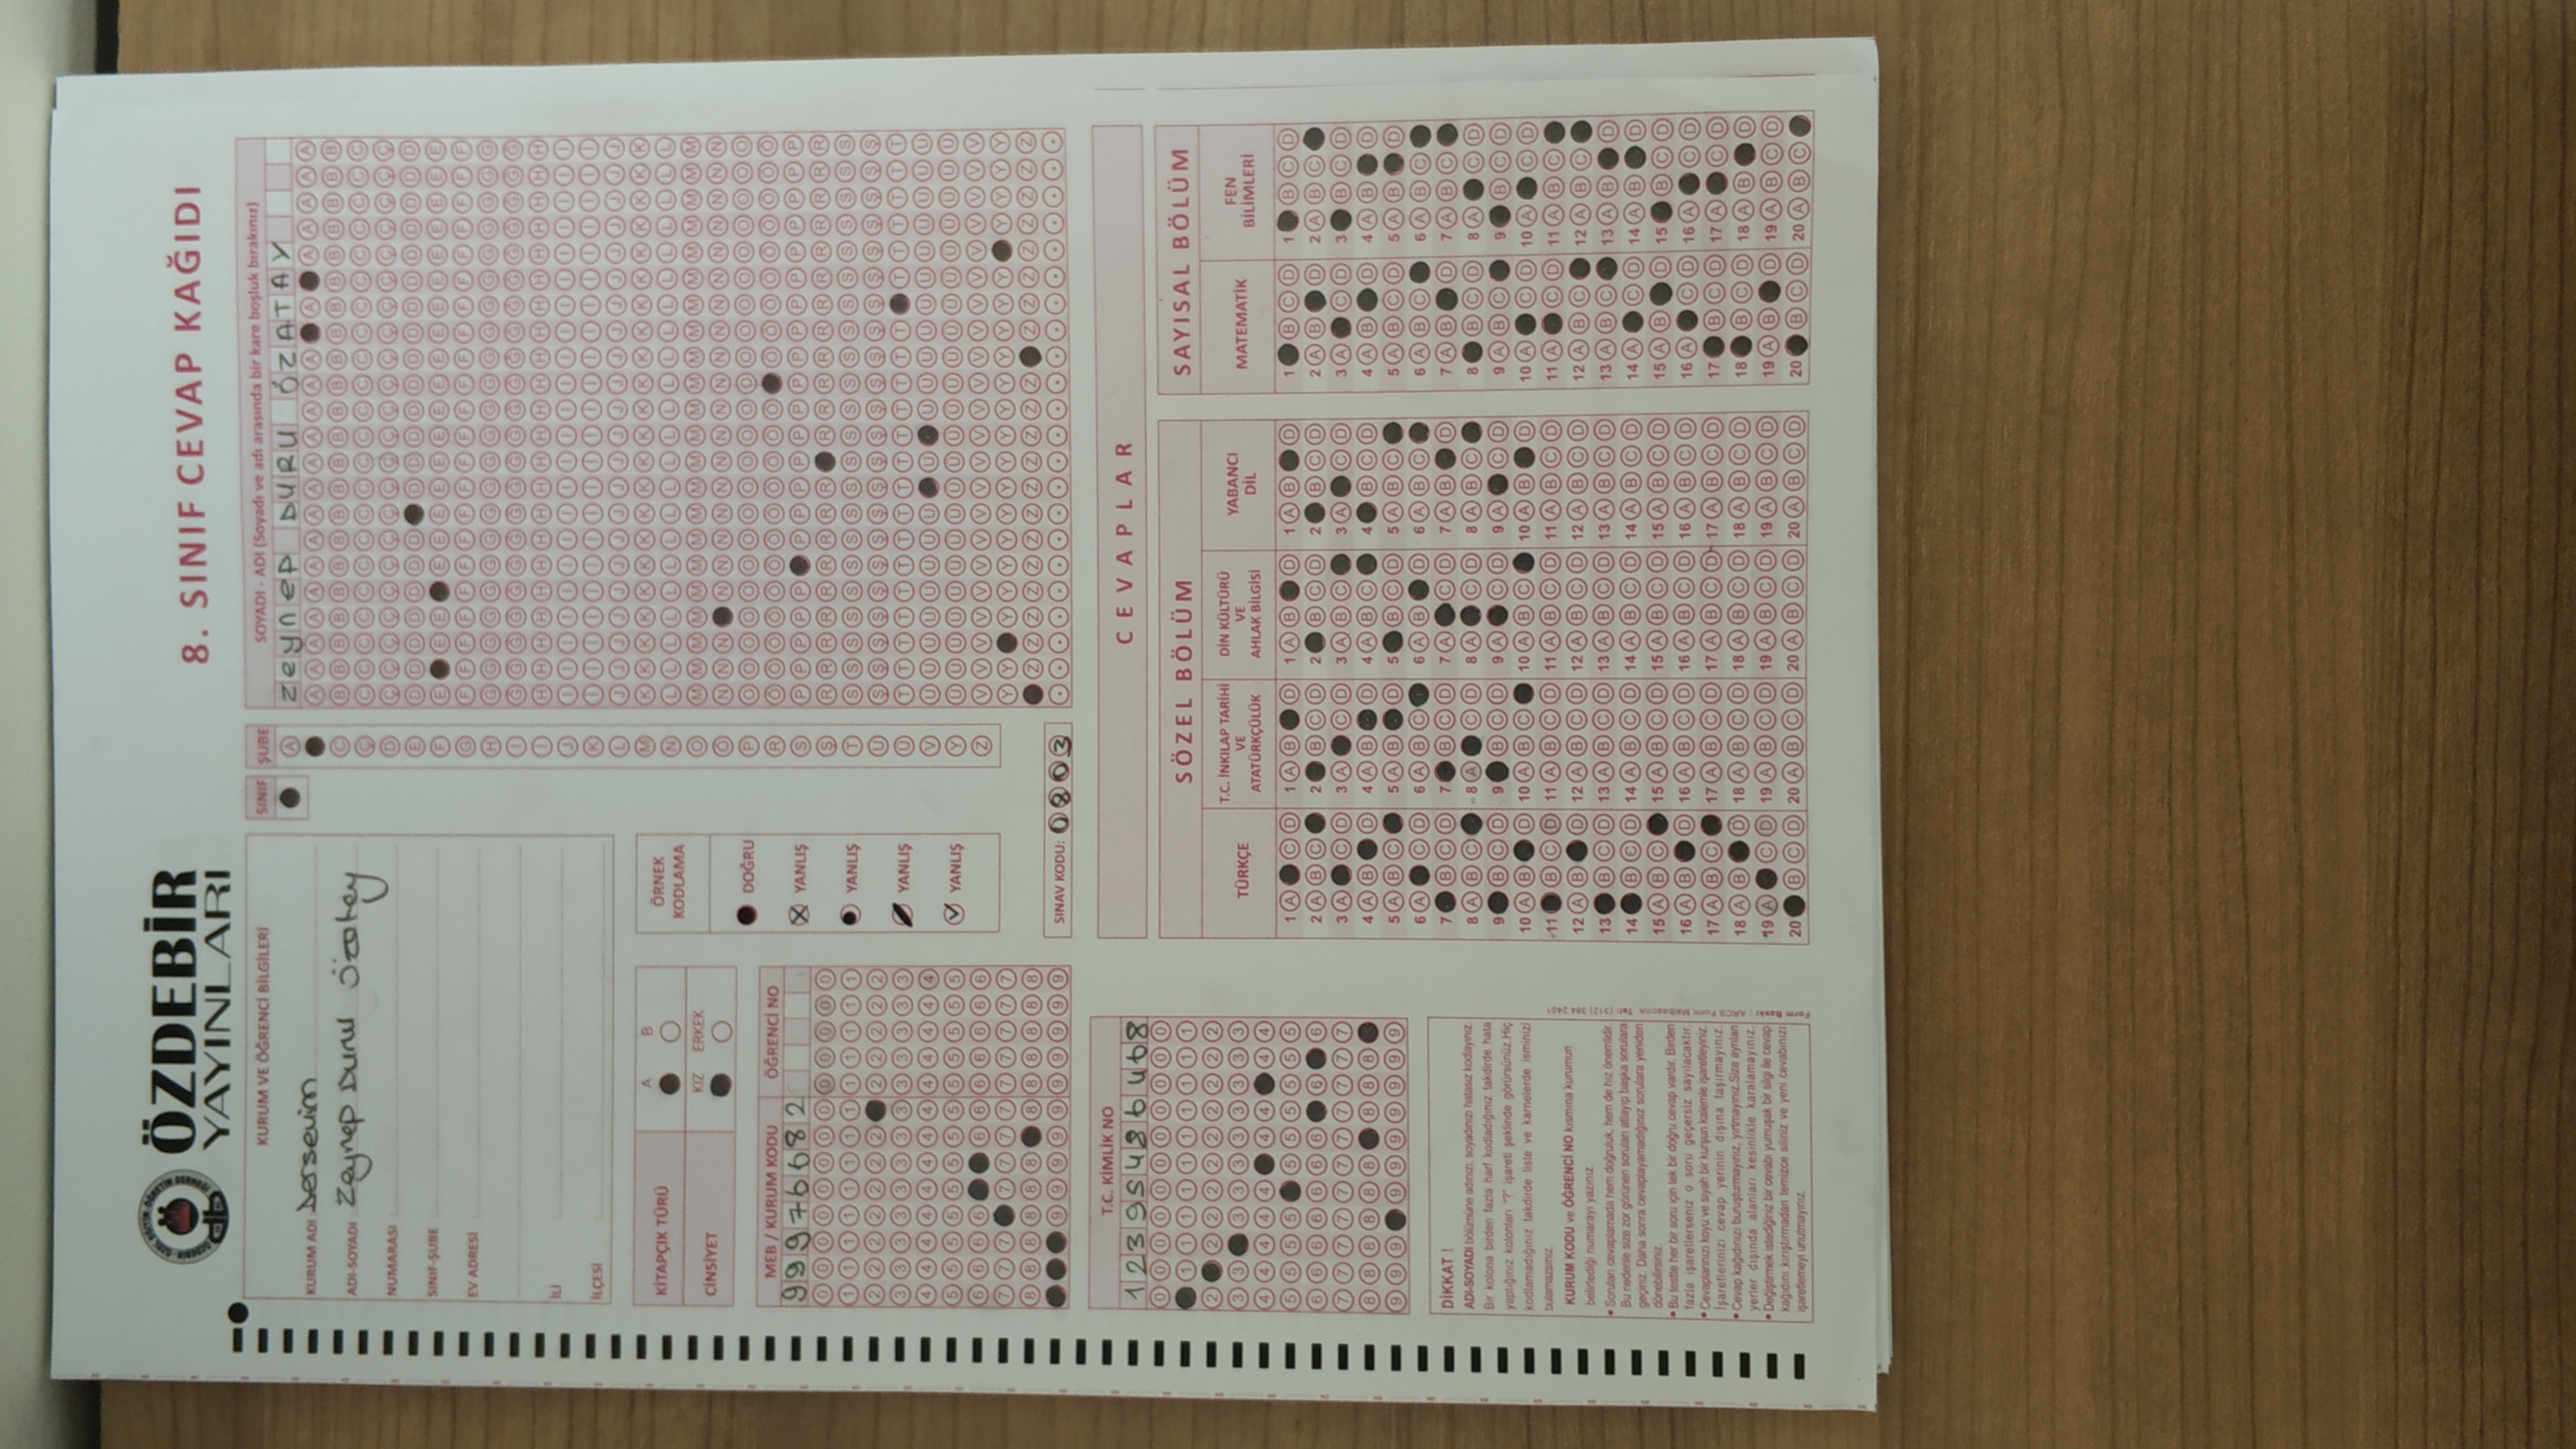 ÖZDEBİR
YAYINLARI
8. SINIF CEVAP KAĞIDI
KURUM VE ÖĞRENCİ BİLGİLERİ
KURUM ADI Dersevim
ADI-SOYADI Zeynep Duru Özatay
NUMARASI
SINIF-ŞUBE
EV ADRESİ
İLİ
İLÇESİ
SINIF
ŞUBE
A
C
Ç
D
E
F
G
H
I
İ
J
K
L
M
N
O
Ö
P
R
S
Ş
T
U
Ü
V
Y
Z
SOYADI - ADI (Soyadı ve adı arasında bir kare boşluk bırakınız)
zeynep DURU ÖZATAY
KİTAPÇIK TÜRÜ
A B
CİNSİYET
KIZ ERKEK
ÖRNEK
KODLAMA
DOĞRU
YANLIŞ
YANLIŞ
YANLIŞ
YANLIŞ
SINAV KODU: 0803
MEB / KURUM KODU
ÖĞRENCİ NO
99976682
T.C. KİMLİK NO
12395486468
CEVAPLAR
SÖZEL BÖLÜM
SAYISAL BÖLÜM
TÜRKÇE
T.C. İNKILAP TARİHİ
VE
ATATÜRKÇÜLÜK
DİN KÜLTÜRÜ
VE
AHLAK BİLGİSİ
YABANCI
DİL
MATEMATİK
FEN
BİLİMLERİ
DİKKAT !
ADI-SOYADI bölümüne adınızı, soyadınızı hatasız kodlayınız.
Bir kolona birden fazla harf kodladığınız takdirde hata
yaptığınız kolonları "?" işareti şeklinde görürsünüz.Hiç
kodlamadığınız takdirde liste ve karnelerde isminizi
bulamazsınız.
KURUM KODU ve ÖĞRENCİ NO kısmına kurumun
belirlediği numarayı yazınız.
• Soruları cevaplamada hem doğruluk, hem de hız önemlidir.
Bu nedenle size zor görünen soruları atlayıp başka sorulara
geçiniz. Daha sonra cevaplayamadığınız sorulara yeniden
dönebilirsiniz.
• Bu testte her bir soru için tek bir doğru cevap vardır. Birden
fazla işaretlerseniz o soru geçersiz sayılacaktır.
• Cevaplarınızı koyu ve siyah bir kurşun kalemle işaretleyiniz.
İşaretlerinizi cevap yerinin dışına taşırmayınız.
• Cevap kağıdınızı buruşturmayınız, yırtmayınız.Size ayrılan
yerler dışında alanları kesinlikle karalamayınız.
• Değiştirmek istediğiniz bir cevabı yumuşak bir silgi ile cevap
kağıdını kırıştırmadan temizce siliniz ve yeni cevabınızı
işaretlemeyi unutmayınız.
Form Baskı : ARCS Form Matbaacılık Tel: (312) 384 2401